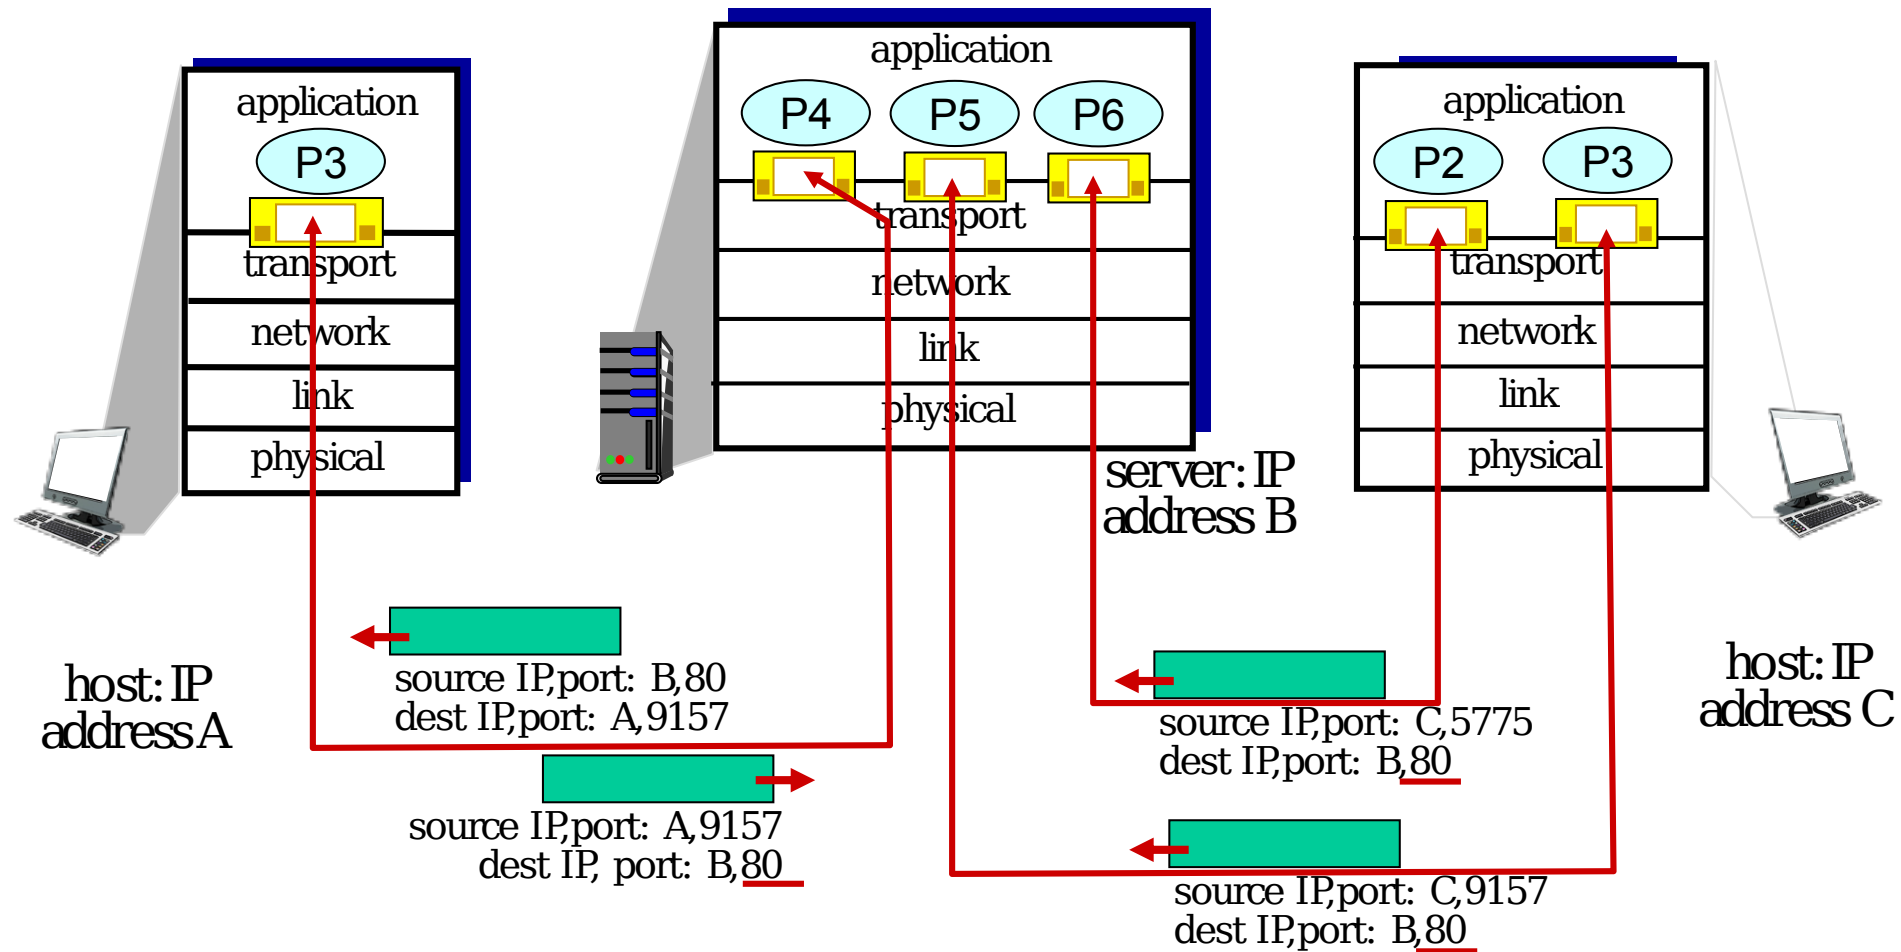 application
P3
transport
network
link
physical
host: IP
address A
application
P4
P5
P6
transport
network
link
physical
server: IP
address B
application
P2
P3
transport
network
link
physical
host: IP
address C
source IP,port: B,80
dest IP,port: A,9157
source IP,port: A,9157
dest IP, port: B,80
source IP,port: C,5775
dest IP,port: B,80
source IP,port: C,9157
dest IP,port: B,80